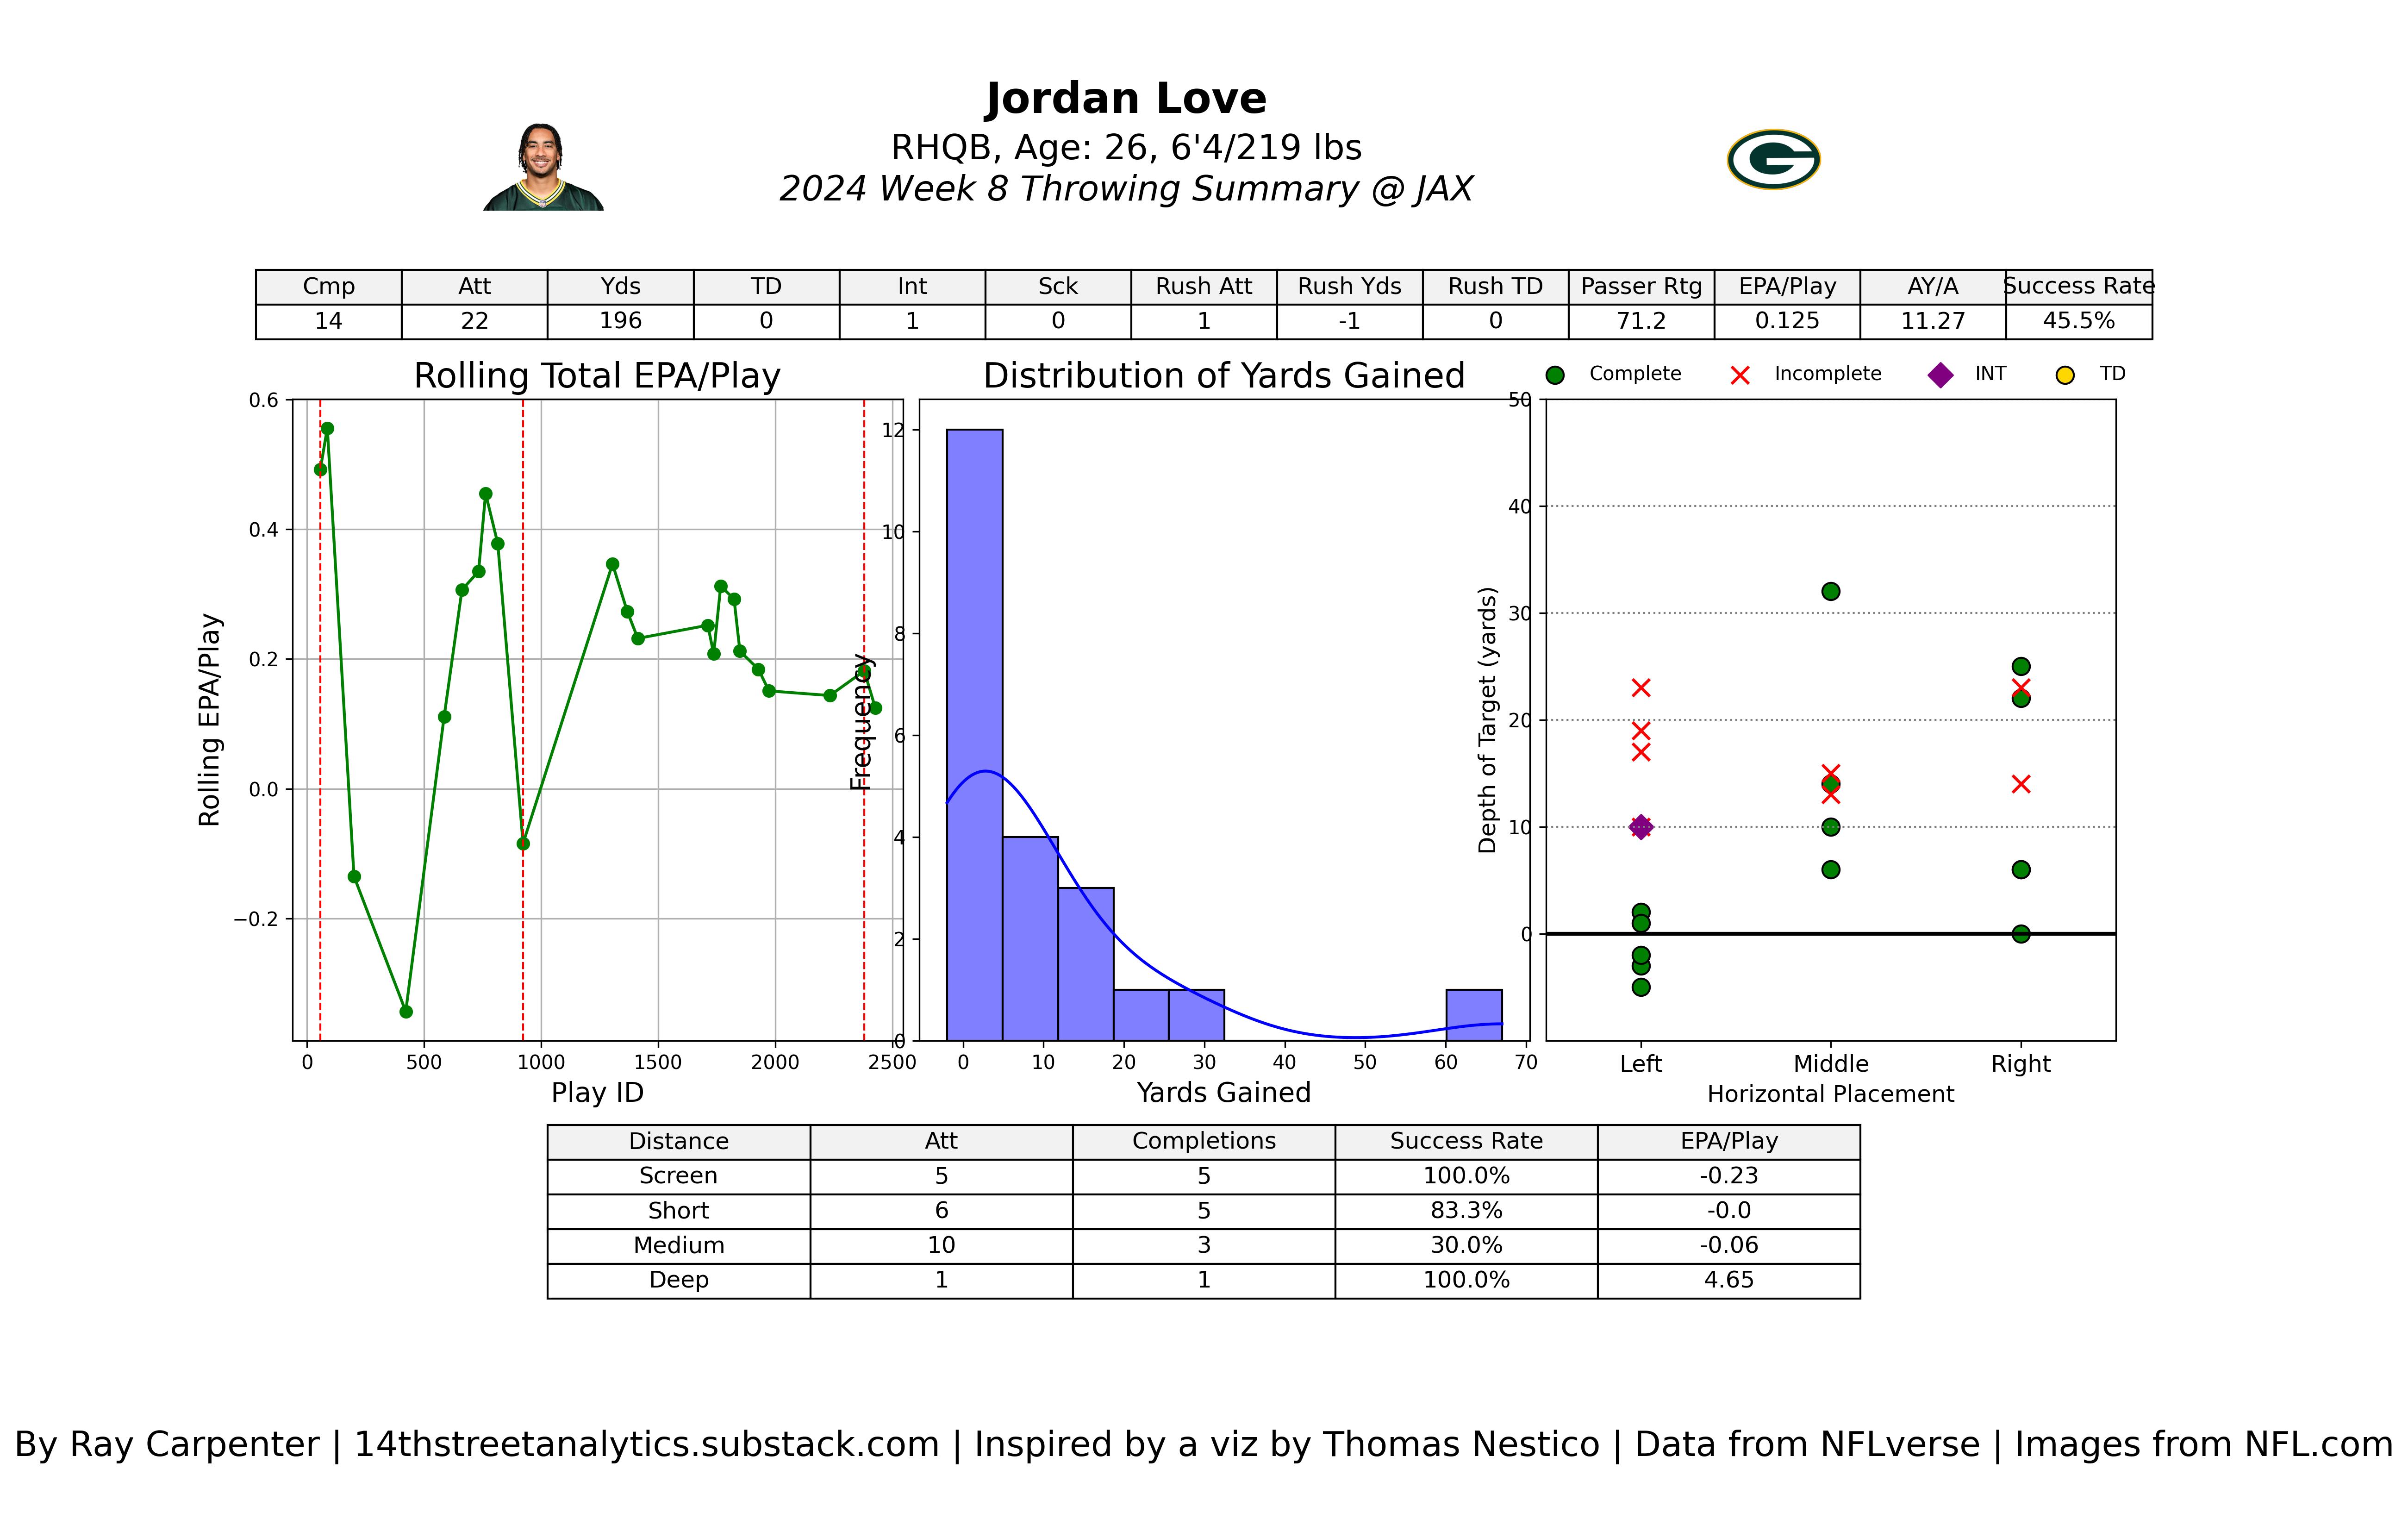 Jordan Love
RHQB, Age: 26, 6'4/219 lbs
2024 Week 8 Throwing Summary @ JAX
Cmp Att Yds TD Int Sck Rush Att Rush Yds Rush TD Passer Rtg EPA/Play AY/A Success Rate
14 22 196 0 1 0 1 -1 0 71.2 0.125 11.27 45.5%
Rolling Total EPA/Play
0.6
0.4
0.2
0.0
−0.2
Rolling EPA/Play
0 500 1000 1500 2000 2500
Play ID
Distribution of Yards Gained
12
10
8
6
4
2
0
Frequency
0 10 20 30 40 50 60 70
Yards Gained
Complete Incomplete INT TD
50
40
30
20
10
0
Depth of Target (yards)
Left Middle Right
Horizontal Placement
Distance Att Completions Success Rate EPA/Play
Screen 5 5 100.0% -0.23
Short 6 5 83.3% -0.0
Medium 10 3 30.0% -0.06
Deep 1 1 100.0% 4.65
By Ray Carpenter | 14thstreetanalytics.substack.com | Inspired by a viz by Thomas Nestico | Data from NFLverse | Images from NFL.com